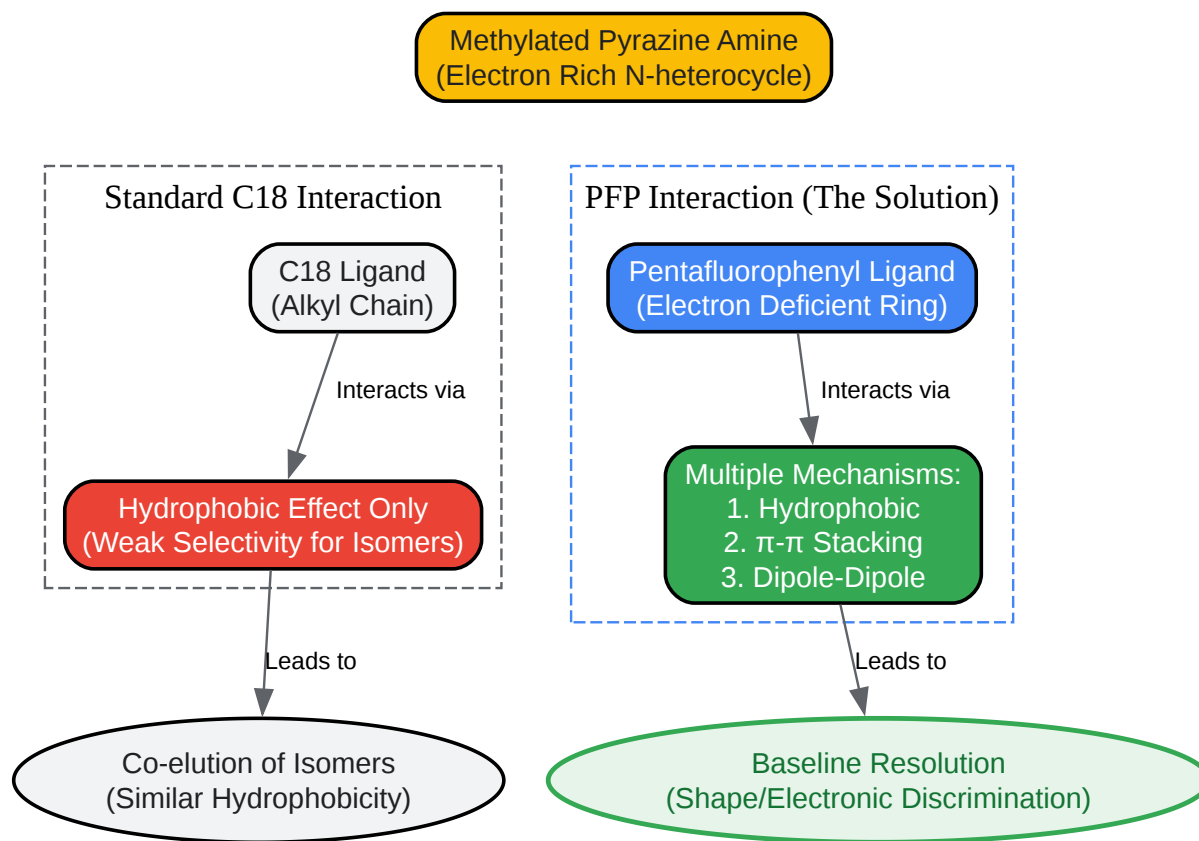 Methylated Pyrazine Amine
(Electron Rich N-heterocycle)
Standard C18 Interaction
C18 Ligand
(Alkyl Chain)
Interacts via
Hydrophobic Effect Only
(Weak Selectivity for Isomers)
Leads to
Co-elution of Isomers
(Similar Hydrophobicity)
PFP Interaction (The Solution)
Pentafluorophenyl Ligand
(Electron Deficient Ring)
Interacts via
Multiple Mechanisms:
1. Hydrophobic
2. π-π Stacking
3. Dipole-Dipole
Leads to
Baseline Resolution
(Shape/Electronic Discrimination)